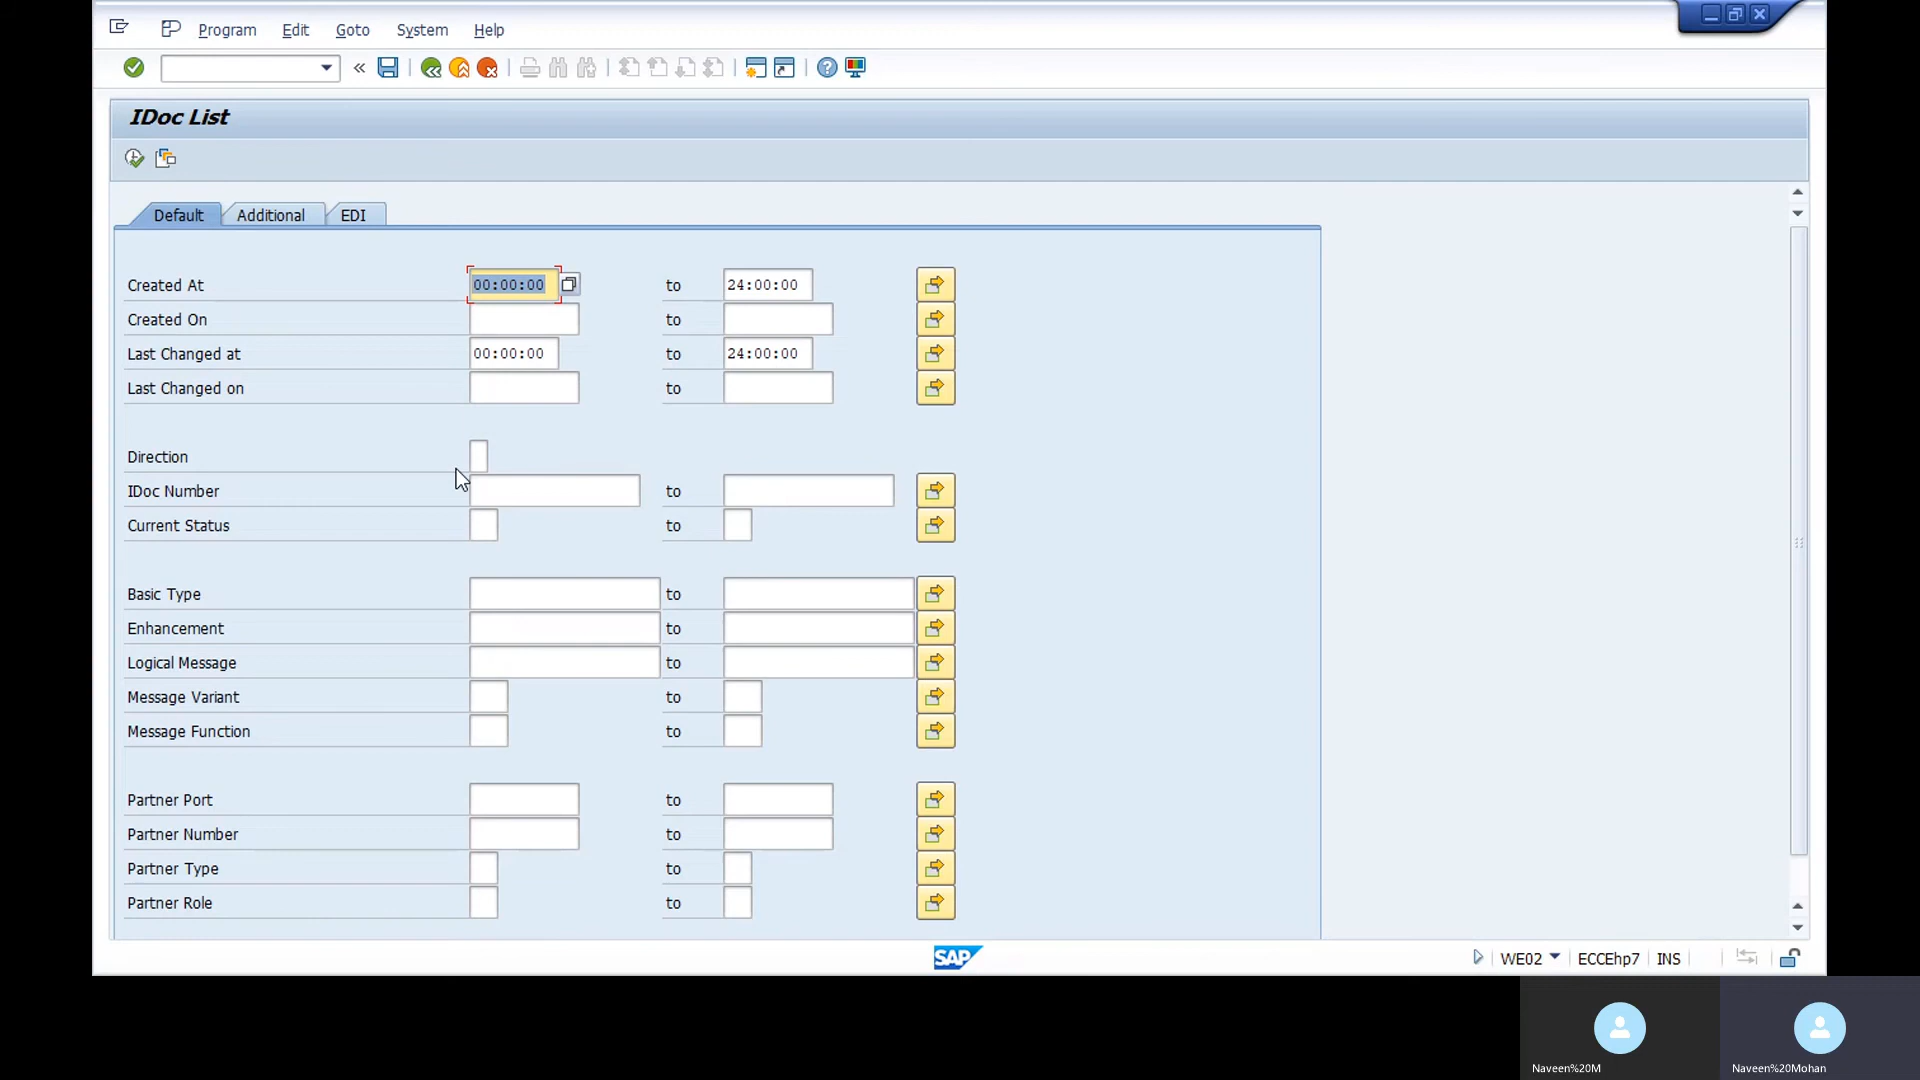 Program Edit Goto System Help
IDoc List
Default Additional EDI
Created At 00:00:00 to 24:00:00
Created On to
Last Changed at 00:00:00 to 24:00:00
Last Changed on to
Direction
IDoc Number to
Current Status to
Basic Type to
Enhancement to
Logical Message to
Message Variant to
Message Function to
Partner Port to
Partner Number to
Partner Type to
Partner Role to
SAP WE02 ECCEhp7 INS
Naveen%20M Naveen%20Mohan